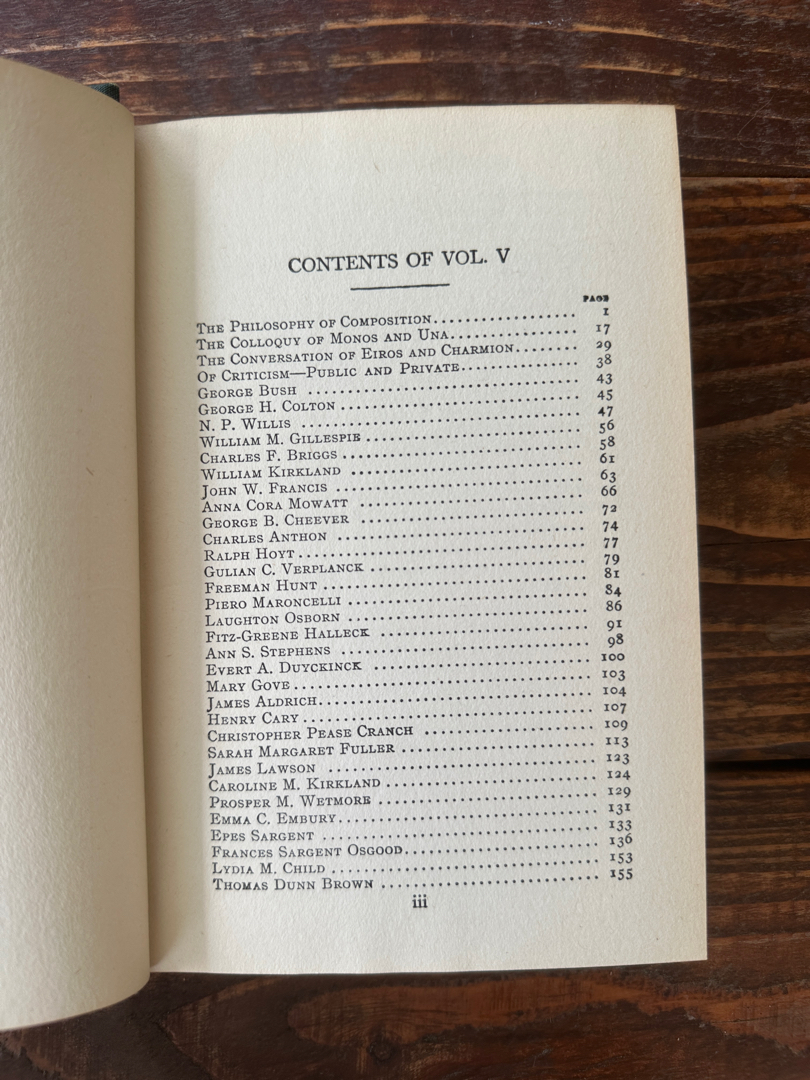 CONTENTS OF VOL. V
PAGE
The Philosophy of Composition.................. 1
The Colloquy of Monos and Una................ 17
The Conversation of Eiros and Charmion........ 29
Of Criticism—Public and Private................ 38
George Bush .................................. 43
George H. Colton .............................. 45
N. P. Willis .................................. 47
William M. Gillespie .......................... 56
Charles F. Briggs ............................. 58
William Kirkland .............................. 61
John W. Francis ............................... 63
Anna Cora Mowatt .............................. 66
George B. Cheever ............................. 72
Charles Anthon ................................ 74
Ralph Hoyt .................................... 77
Gulian C. Verplanck ........................... 79
Freeman Hunt .................................. 81
Piero Maroncelli .............................. 84
Laughton Osborn ............................... 86
Fitz-Greene Halleck ........................... 91
Ann S. Stephens ............................... 98
Evert A. Duyckinck ............................ 100
Mary Gove ..................................... 103
James Aldrich ................................. 104
Henry Cary .................................... 107
Christopher Pease Cranch ...................... 109
Sarah Margaret Fuller ......................... 113
James Lawson .................................. 123
Caroline M. Kirkland .......................... 124
Prosper M. Wetmore ............................ 129
Emma C. Embury ................................ 131
Epes Sargent .................................. 133
Frances Sargent Osgood ........................ 136
Lydia M. Child ................................ 153
Thomas Dunn Brown ............................. 155
iii